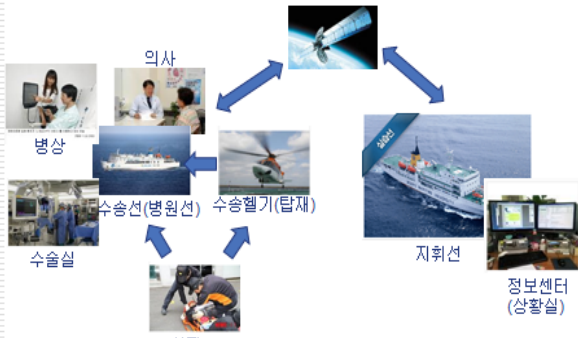 의사
병상
실습선
수송선(병원선)
수송헬기(탑재)
수술실
지휘선
정보센터
(상황실)